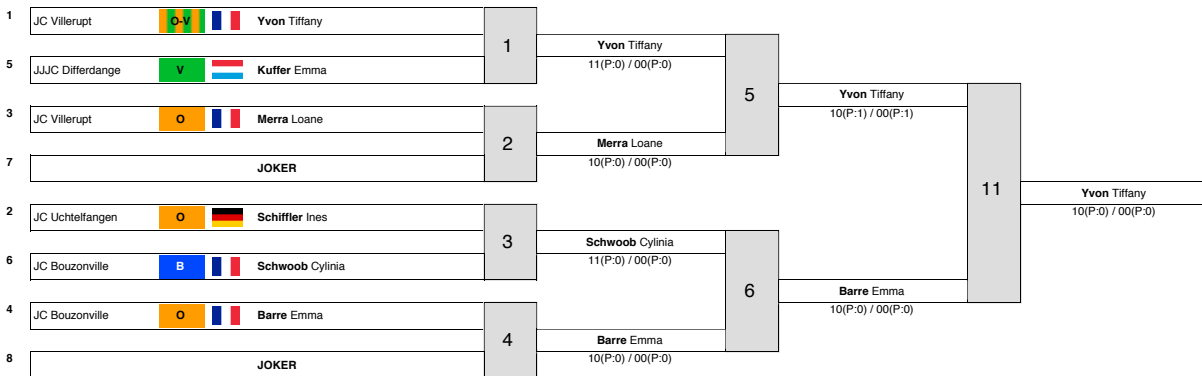 1 JC Villerupt O-V Yvon Tiffany
1
Yvon Tiffany
11(P:0) / 00(P:0)
5 JJJC Differdange V Kuffer Emma
5
Yvon Tiffany
10(P:1) / 00(P:1)
3 JC Villerupt O Merra Loane
2
Merra Loane
10(P:0) / 00(P:0)
7 JOKER
11
Yvon Tiffany
10(P:0) / 00(P:0)
2 JC Uchtelfangen O Schiffler Ines
3
Schwoob Cylinia
11(P:0) / 00(P:0)
6 JC Bouzonville B Schwoob Cylinia
6
Barre Emma
10(P:0) / 00(P:0)
4 JC Bouzonville O Barre Emma
4
Barre Emma
10(P:0) / 00(P:0)
8 JOKER